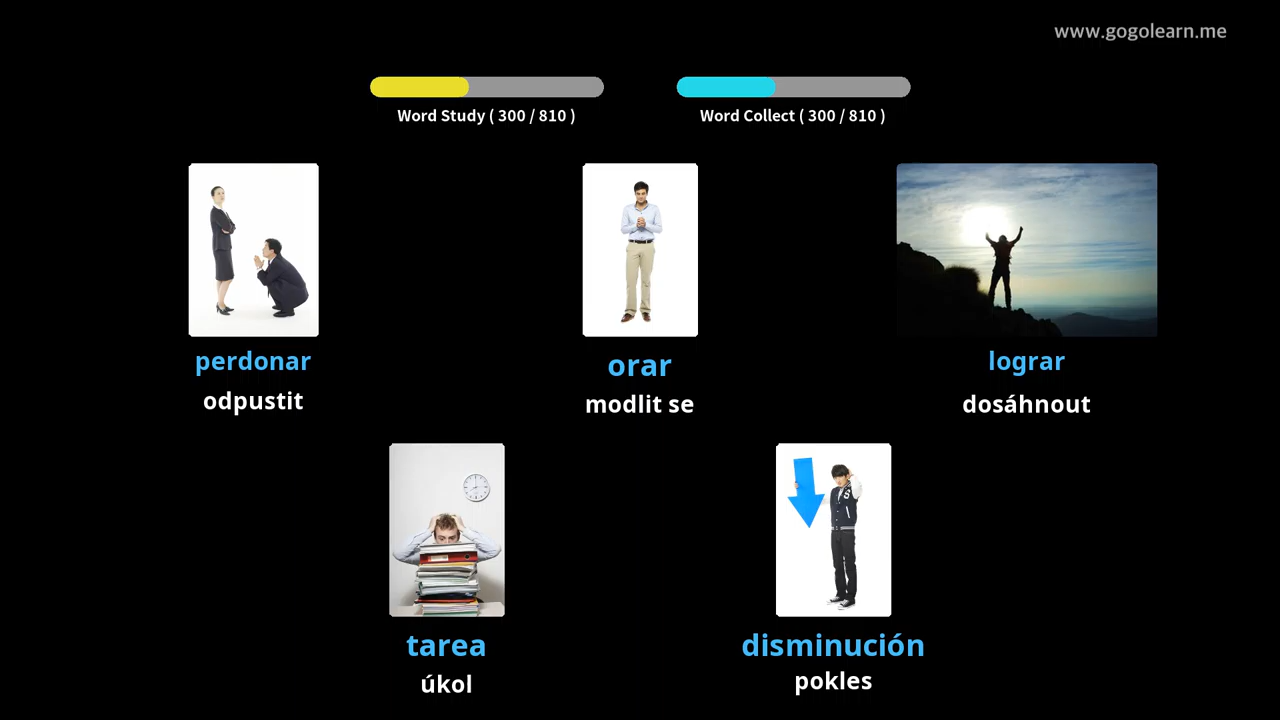 www.gogolearn.me
Word Study ( 300 / 810 )
Word Collect ( 300 / 810 )
perdonar
odpustit
orar
modlit se
lograr
dosáhnout
tarea
úkol
disminución
pokles